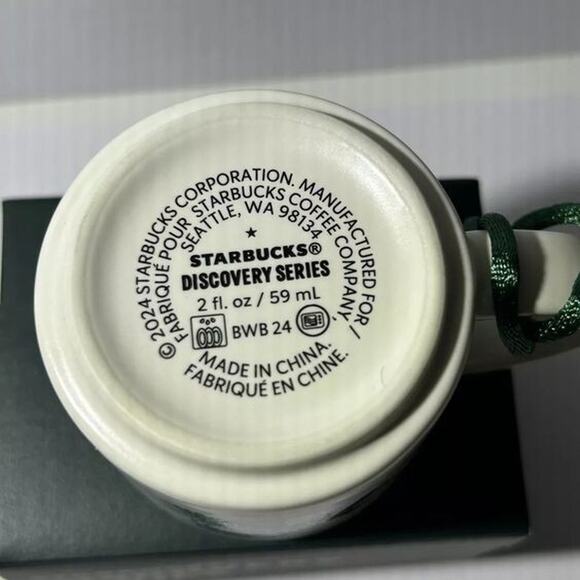 ©2024 STARBUCKS CORPORATION. MANUFACTURED FOR/
FABRIQUÉ POUR STARBUCKS COFFEE COMPANY,
SEATTLE, WA 98134
STARBUCKS®
DISCOVERY SERIES
2 fl. oz / 59 mL
BWB 24
MADE IN CHINA.
FABRIQUÉ EN CHINE.